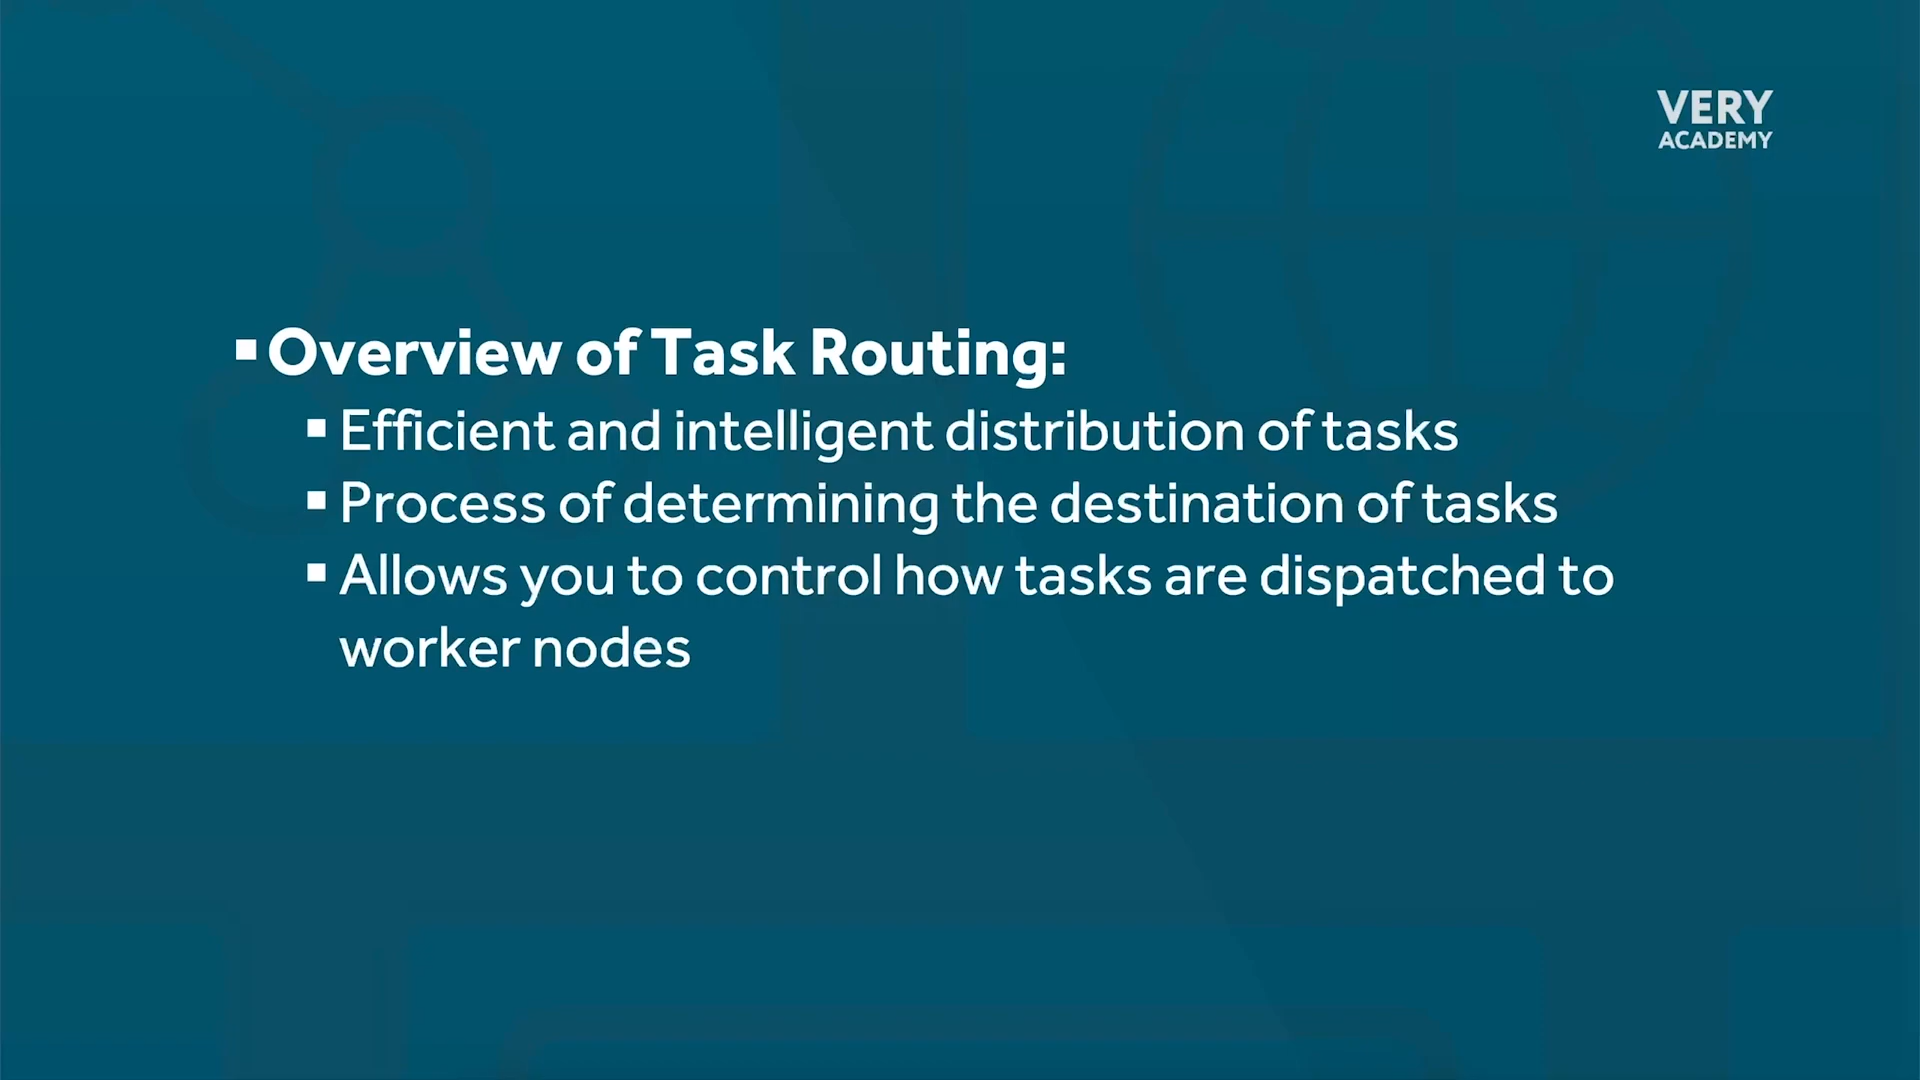 VERY
ACADEMY
▪ Overview of Task Routing:
▪ Efficient and intelligent distribution of tasks
▪ Process of determining the destination of tasks
▪ Allows you to control how tasks are dispatched to
worker nodes